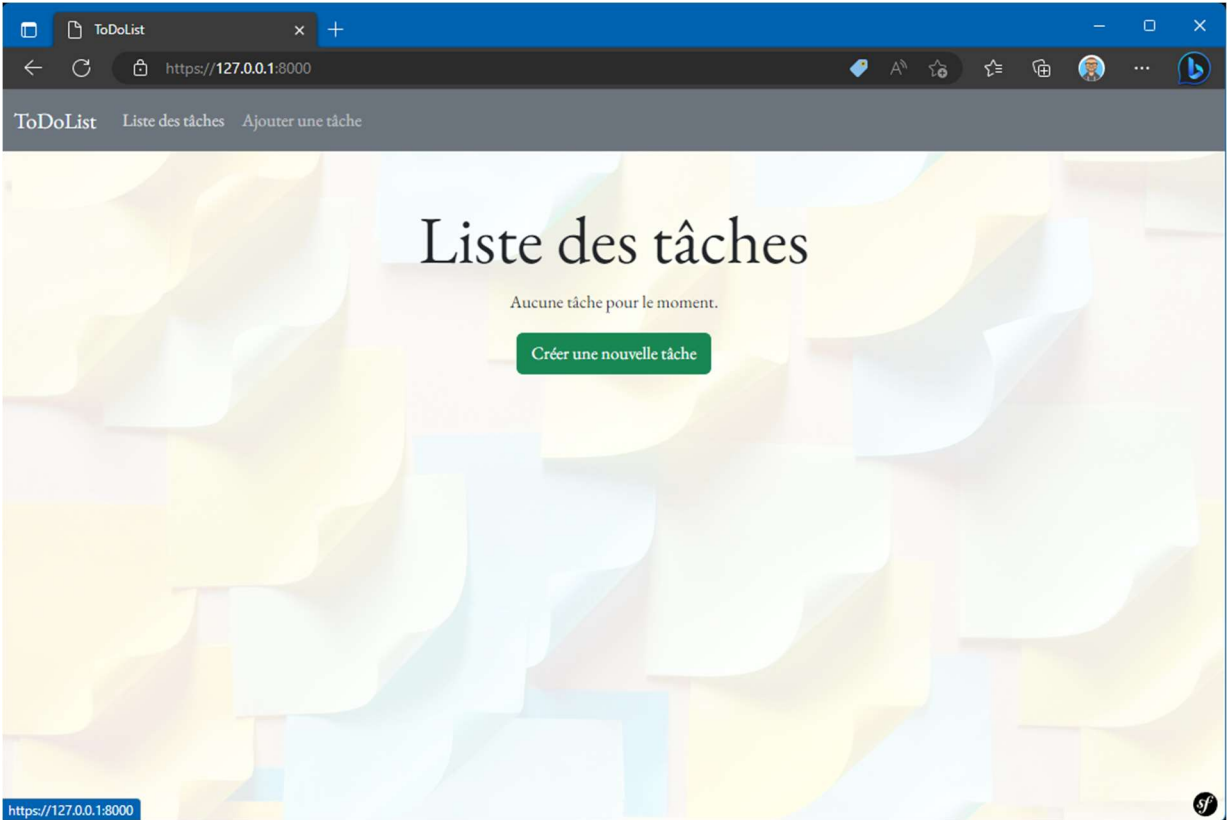 ToDoList
https://127.0.0.1:8000
ToDoList Liste des tâches Ajouter une tâche
Liste des tâches
Aucune tâche pour le moment.
Créer une nouvelle tâche
https://127.0.0.1:8000
sf